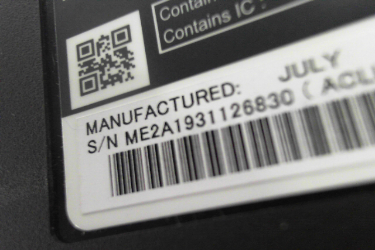 Contain
Contains IC :
MANUFACTURED: JULY
S/N ME2A1931126830 ( ACL